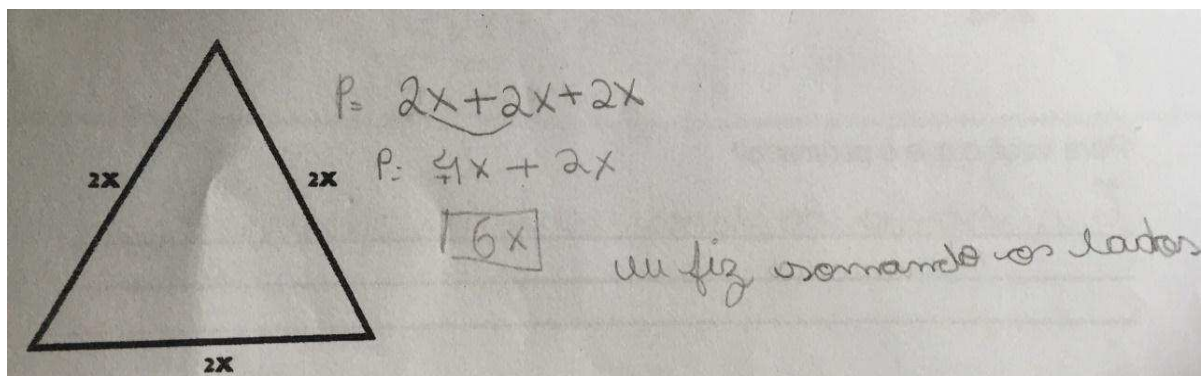 P= 2x+2x+2x
2x 2x
P= 4x + 2x
6x
eu fiz somando os lados
2x